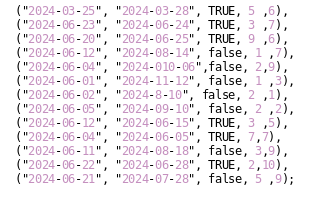 ("2024-03-25", "2024-03-28", TRUE, 5 ,6),
("2024-06-23", "2024-06-24", TRUE, 3 ,7),
("2024-06-20", "2024-06-25", TRUE, 9 ,6),
("2024-06-12", "2024-08-14", false, 1 ,7),
("2024-06-04", "2024-010-06",false, 2,9),
("2024-06-01", "2024-11-12", false, 1 ,3),
("2024-06-02", "2024-8-10", false, 2 ,1),
("2024-05-09", "2024-09-10", false, 2 ,2),
("2024-06-12", "2024-06-15", TRUE, 3 ,5),
("2024-06-04", "2024-06-05", TRUE, 7,7),
("2024-06-11", "2024-08-18", false, 3,9),
("2024-06-22", "2024-06-28", TRUE, 2,10),
("2024-06-21", "2024-07-28", false, 5 ,9);